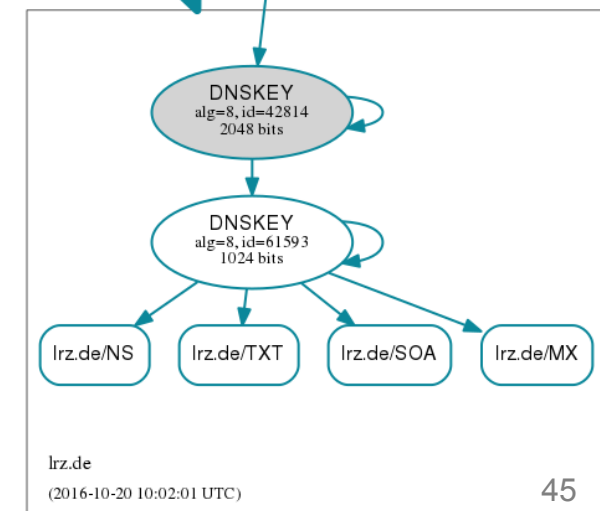 DNSKEY
alg=8, id=42814
2048 bits
DNSKEY
alg=8, id=61593
1024 bits
lrz.de/NS
lrz.de/TXT
lrz.de/SOA
lrz.de/MX
lrz.de
(2016-10-20 10:02:01 UTC)
45